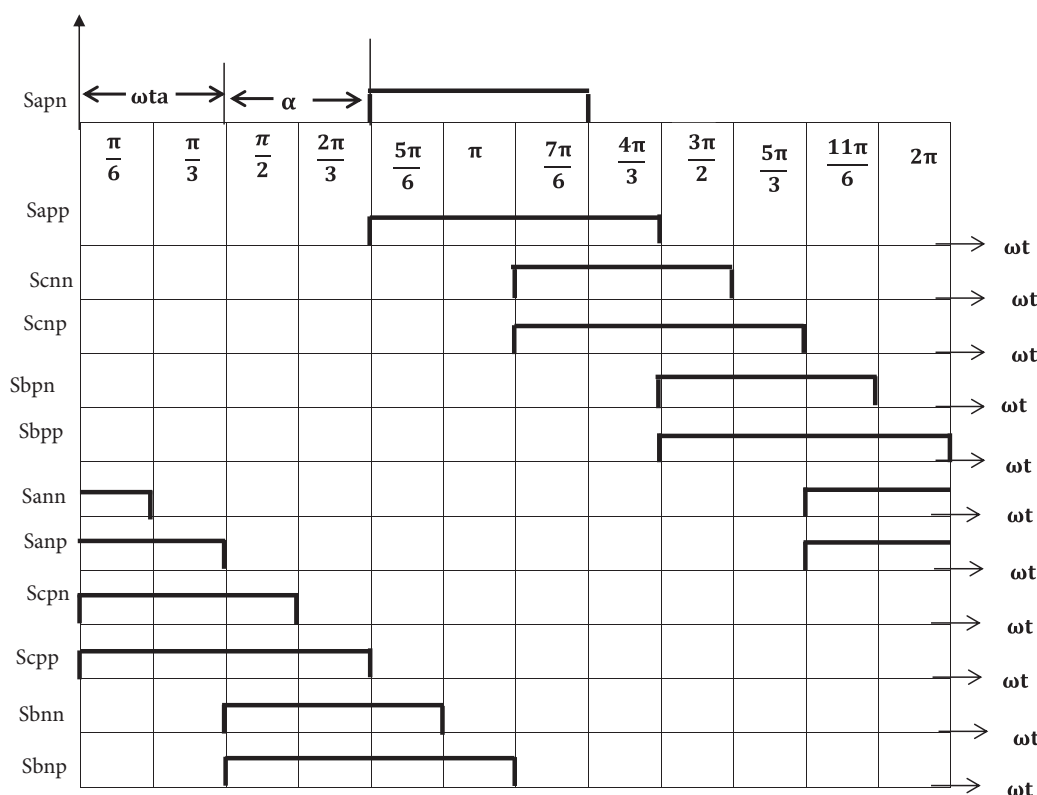 Sapn ωta α
π/6 π/3 π/2 2π/3 5π/6 π 7π/6 4π/3 3π/2 5π/3 11π/6 2π
Sapp ωt
Scnn ωt
Scnp ωt
Sbpn ωt
Sbpp ωt
Sann ωt
Sanp ωt
Scpn ωt
Scpp ωt
Sbnn ωt
Sbnp ωt